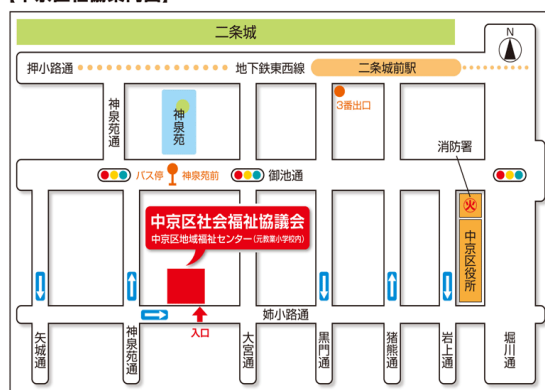 二条城
N
押小路通
地下鉄東西線
二条城前駅
神泉苑通
神泉苑
3番出口
消防署
バス停
神泉苑前
御池通
火
中京区役所
中京区社会福祉協議会
中京区地域福祉センター(元教業小学校内)
姉小路通
入口
矢城通
神泉苑通
大宮通
黒門通
猪熊通
岩上通
堀川通